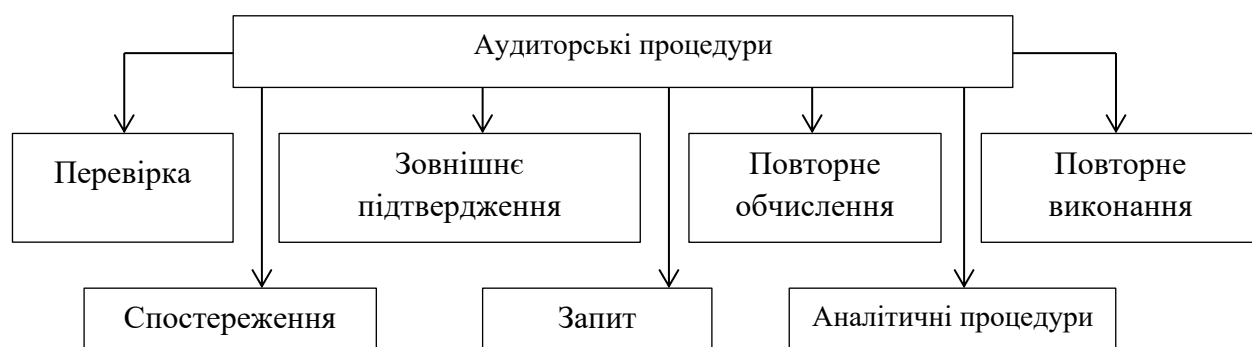 Аудиторські процедури
Перевірка
Зовнішнє
підтвердження
Повторне
обчислення
Повторне
виконання
Спостереження
Запит
Аналітичні процедури